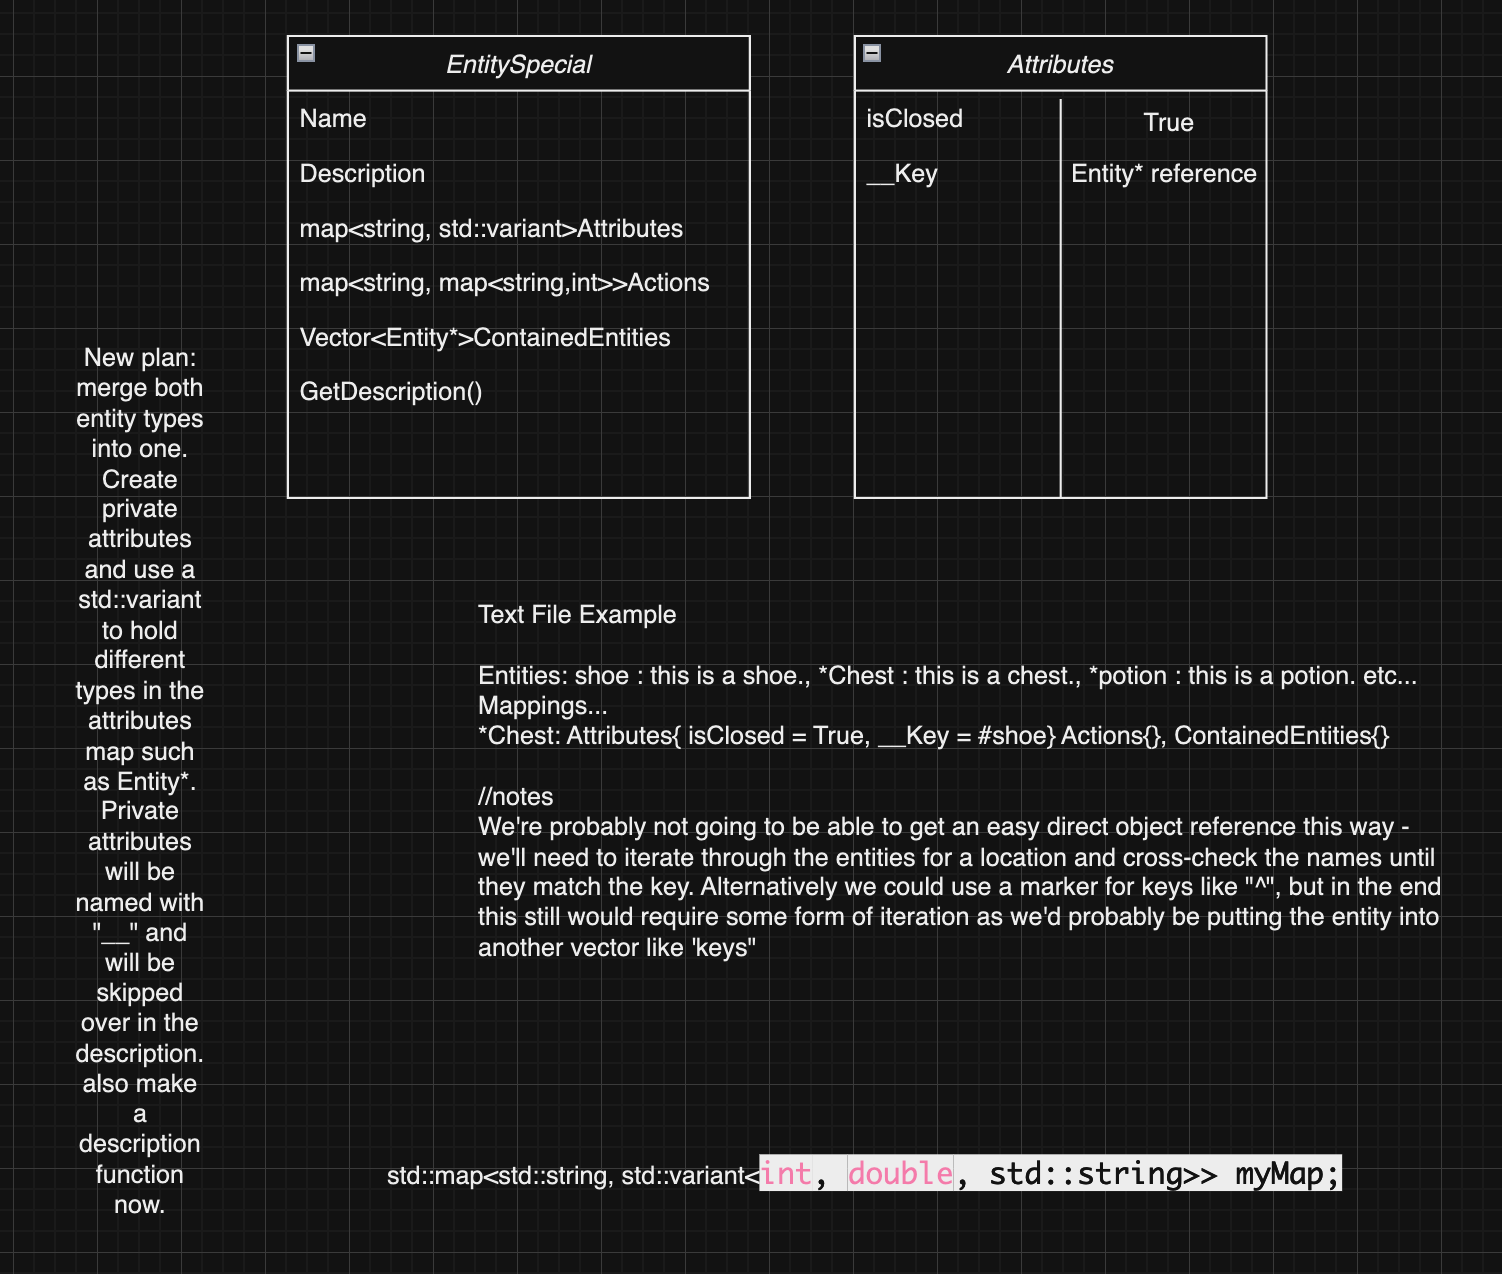 EntitySpecial
Name
Description
map<string, std::variant>Attributes
map<string, map<string,int>>Actions
Vector<Entity*>ContainedEntities
GetDescription()
Attributes
isClosed
True
__Key
Entity* reference
New plan:
merge both
entity types
into one.
Create
private
attributes
and use a
std::variant
to hold
different
types in the
attributes
map such
as Entity*.
Private
attributes
will be
named with
"__" and
will be
skipped
over in the
description.
also make
a
description
function
now.
Text File Example
Entities: shoe : this is a shoe., *Chest : this is a chest., *potion : this is a potion. etc...
Mappings...
*Chest: Attributes{ isClosed = True, __Key = #shoe} Actions{}, ContainedEntities{}
//notes
We're probably not going to be able to get an easy direct object reference this way -
we'll need to iterate through the entities for a location and cross-check the names until
they match the key. Alternatively we could use a marker for keys like "^", but in the end
this still would require some form of iteration as we'd probably be putting the entity into
another vector like 'keys"
std::map<std::string, std::variant<int, double, std::string>> myMap;